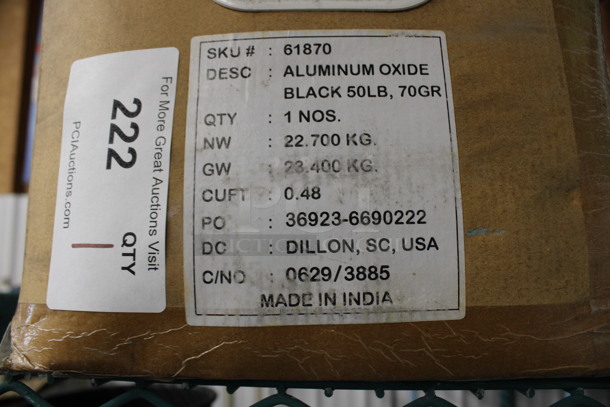 SKU # : 61870
DESC : ALUMINUM OXIDE
BLACK 50LB, 70GR
QTY : 1 NOS.
NW : 22.700 KG.
GW : 23.400 KG.
CUFT : 0.48
PO : 36923-6690222
DC : DILLON, SC, USA
C/NO : 0629/3885
MADE IN INDIA
For More Great Auctions Visit
222 QTY 1
PCIAuctions.com